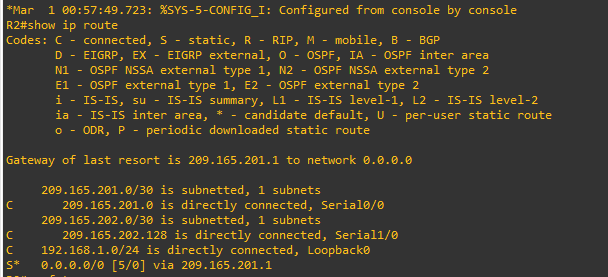 *Mar  1 00:57:49.723: %SYS-5-CONFIG_I: Configured from console by console
R2#show ip route
Codes: C - connected, S - static, R - RIP, M - mobile, B - BGP
       D - EIGRP, EX - EIGRP external, O - OSPF, IA - OSPF inter area
       N1 - OSPF NSSA external type 1, N2 - OSPF NSSA external type 2
       E1 - OSPF external type 1, E2 - OSPF external type 2
       i - IS-IS, su - IS-IS summary, L1 - IS-IS level-1, L2 - IS-IS level-2
       ia - IS-IS inter area, * - candidate default, U - per-user static route
       o - ODR, P - periodic downloaded static route
Gateway of last resort is 209.165.201.1 to network 0.0.0.0
     209.165.201.0/30 is subnetted, 1 subnets
C       209.165.201.0 is directly connected, Serial0/0
     209.165.202.0/30 is subnetted, 1 subnets
C       209.165.202.128 is directly connected, Serial1/0
C    192.168.1.0/24 is directly connected, Loopback0
S*   0.0.0.0/0 [5/0] via 209.165.201.1